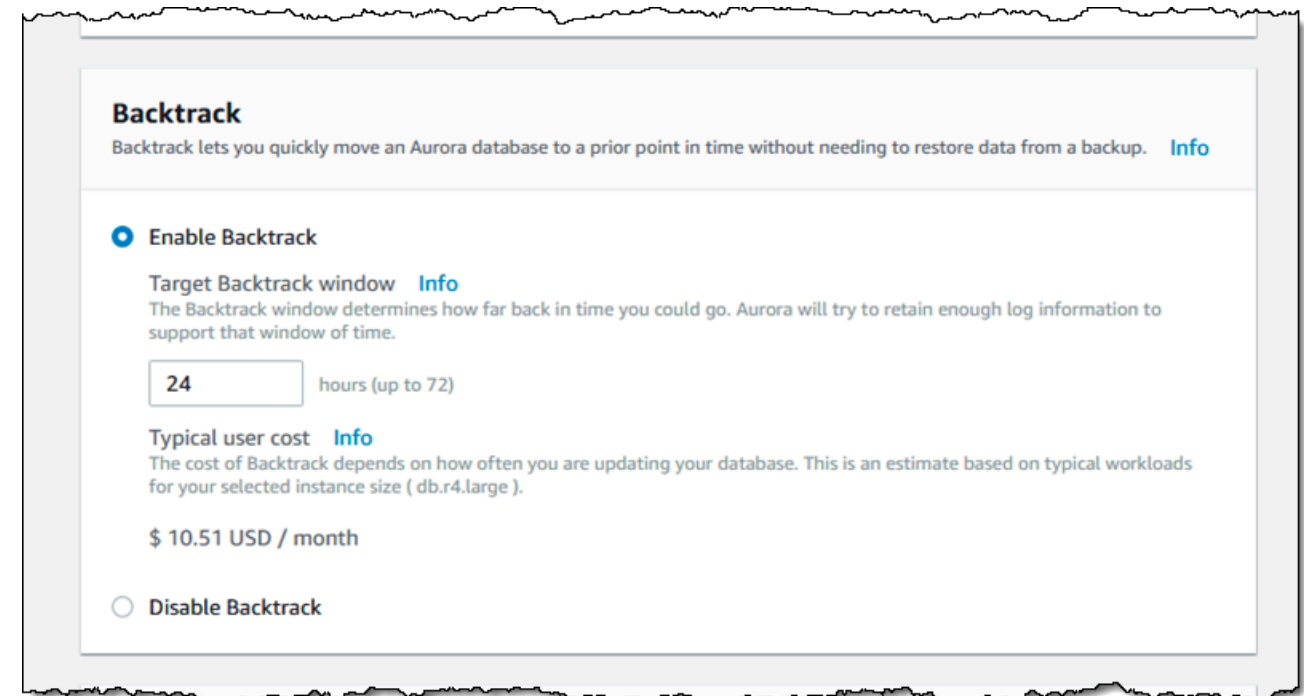 Backtrack
Backtrack lets you quickly move an Aurora database to a prior point in time without needing to restore data from a backup. Info
Enable Backtrack
Target Backtrack window Info
The Backtrack window determines how far back in time you could go. Aurora will try to retain enough log information to
support that window of time.
24 hours (up to 72)
Typical user cost Info
The cost of Backtrack depends on how often you are updating your database. This is an estimate based on typical workloads
for your selected instance size ( db.r4.large ).
$ 10.51 USD / month
Disable Backtrack